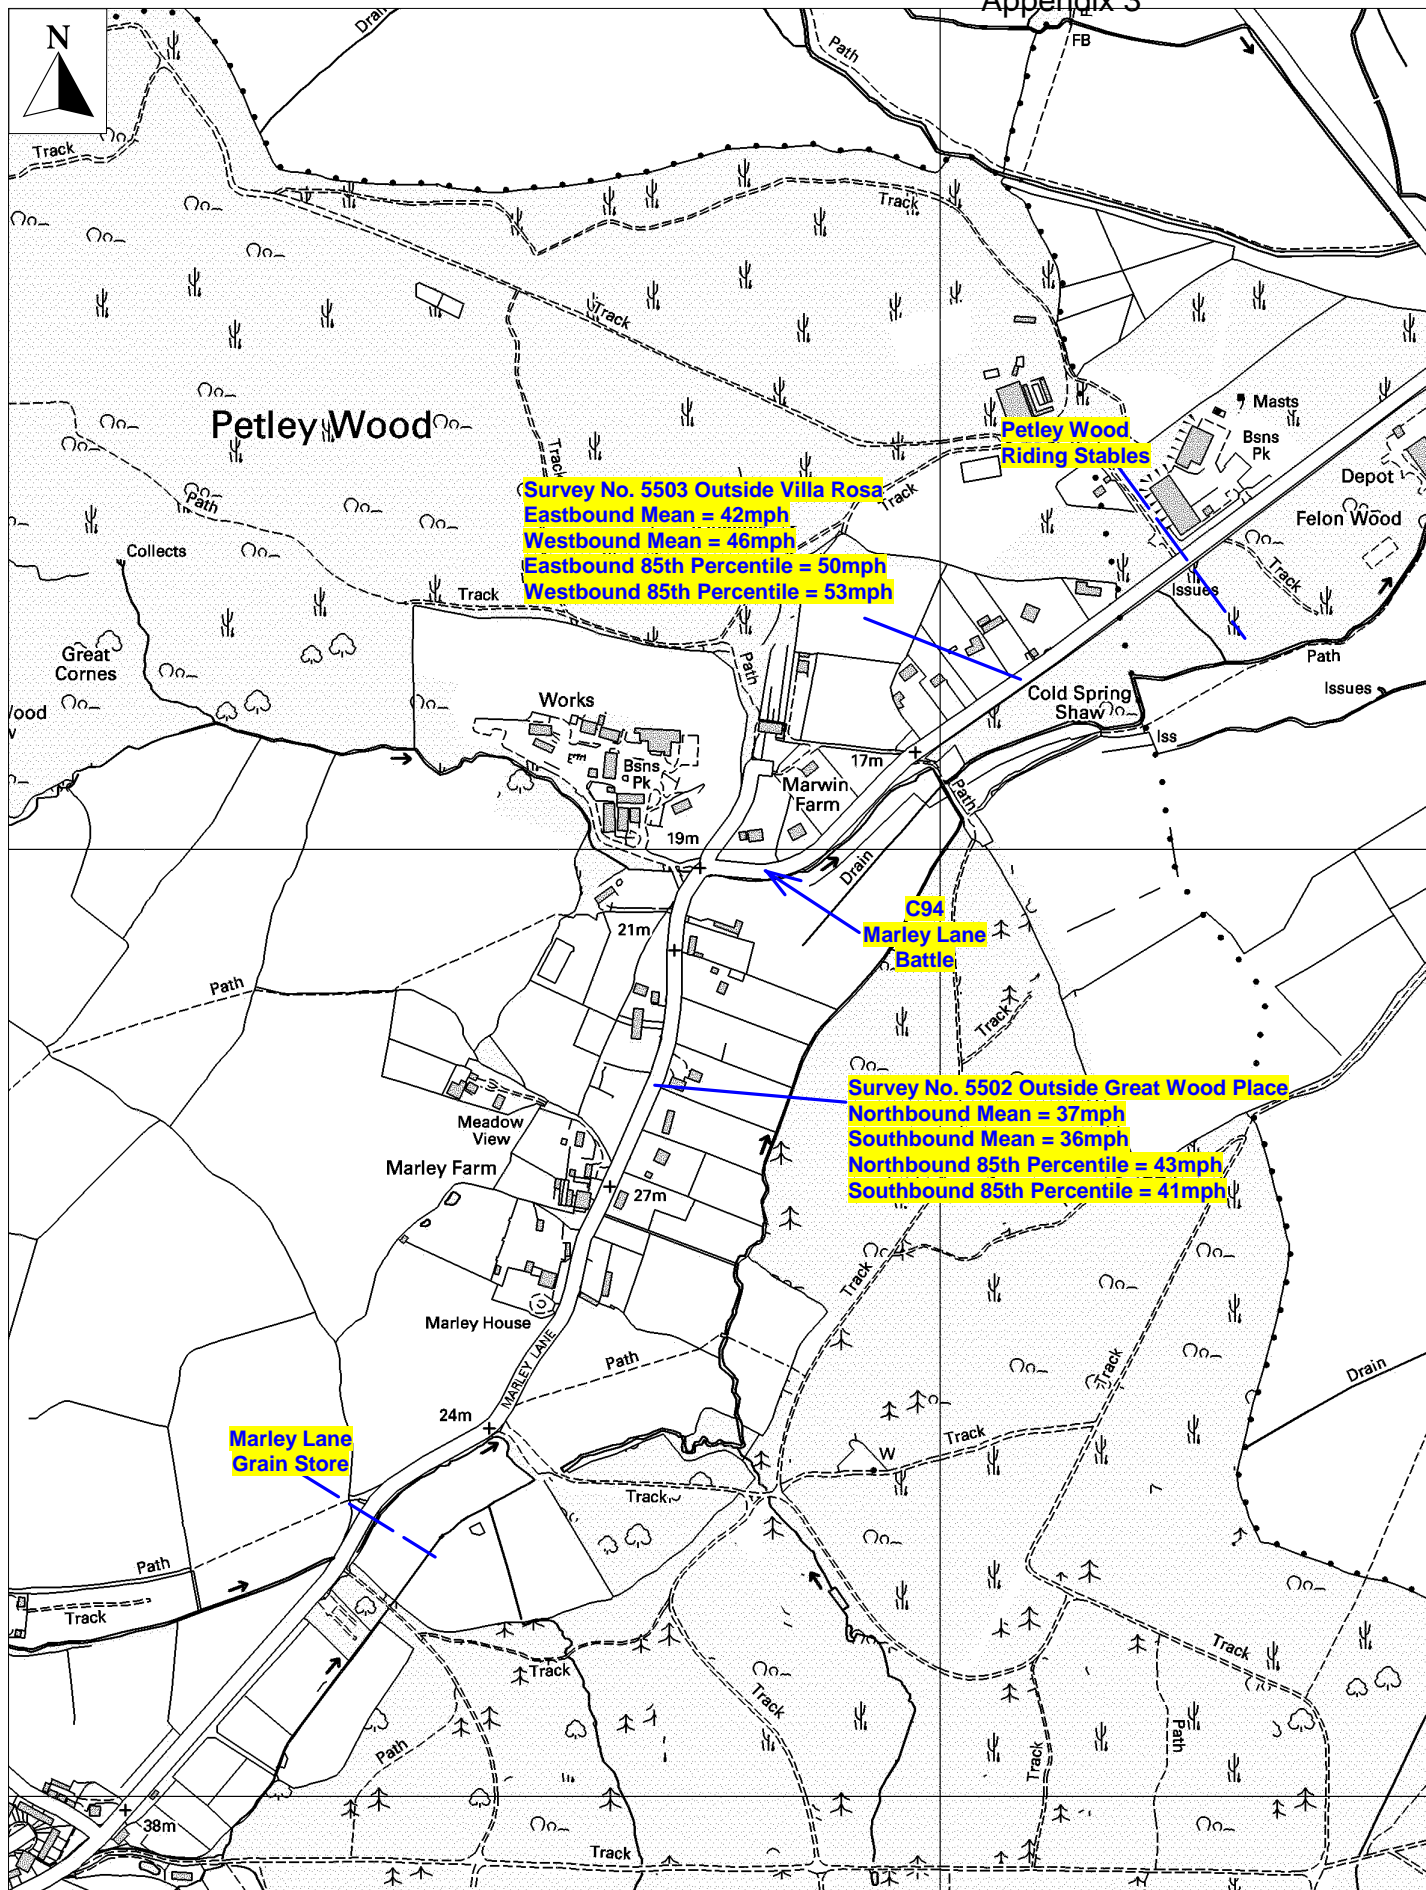 Appendix 3
N
Drain
Path
FB
Track
Track
Track
Petley Wood
Masts
Bsns
Pk
Petley Wood
Riding Stables
Depot
Felon Wood
Track
Track
Path
Survey No. 5503 Outside Villa Rosa
Eastbound Mean = 42mph
Westbound Mean = 46mph
Eastbound 85th Percentile = 50mph
Westbound 85th Percentile = 53mph
Collects
Track
Track
Issues
Great
Cornes
Path
Path
Issues
Works
Cold Spring
Shaw
Iss
Bsns
Pk
17m
Marwin
Farm
Path
19m
Drain
21m
C94
Marley Lane
Battle
Path
Track
Survey No. 5502 Outside Great Wood Place
Northbound Mean = 37mph
Southbound Mean = 36mph
Northbound 85th Percentile = 43mph
Southbound 85th Percentile = 41mph
Meadow
View
Marley Farm
27m
Track
Marley House
MARLEY LANE
Path
Track
Drain
24m
Marley Lane
Grain Store
Track
W
Track
Path
Track
Track
Track
Track
Path
Track
Path
38m
Track